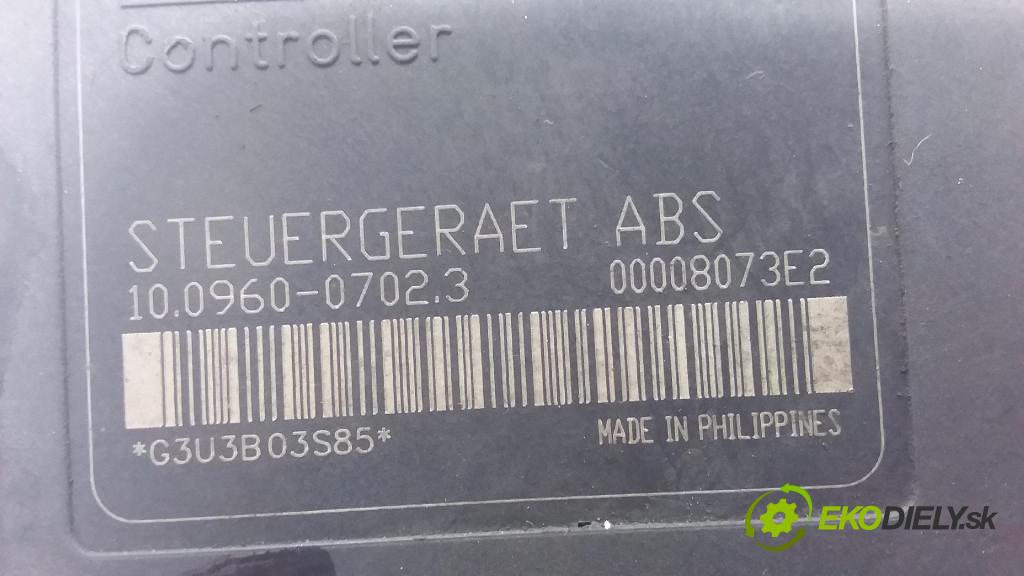 Controller
STEUERGERAET ABS
10.0960-0702.3 00008073E2
*G3U3B03S85*
MADE IN PHILIPPINES
EKODIELY.sk